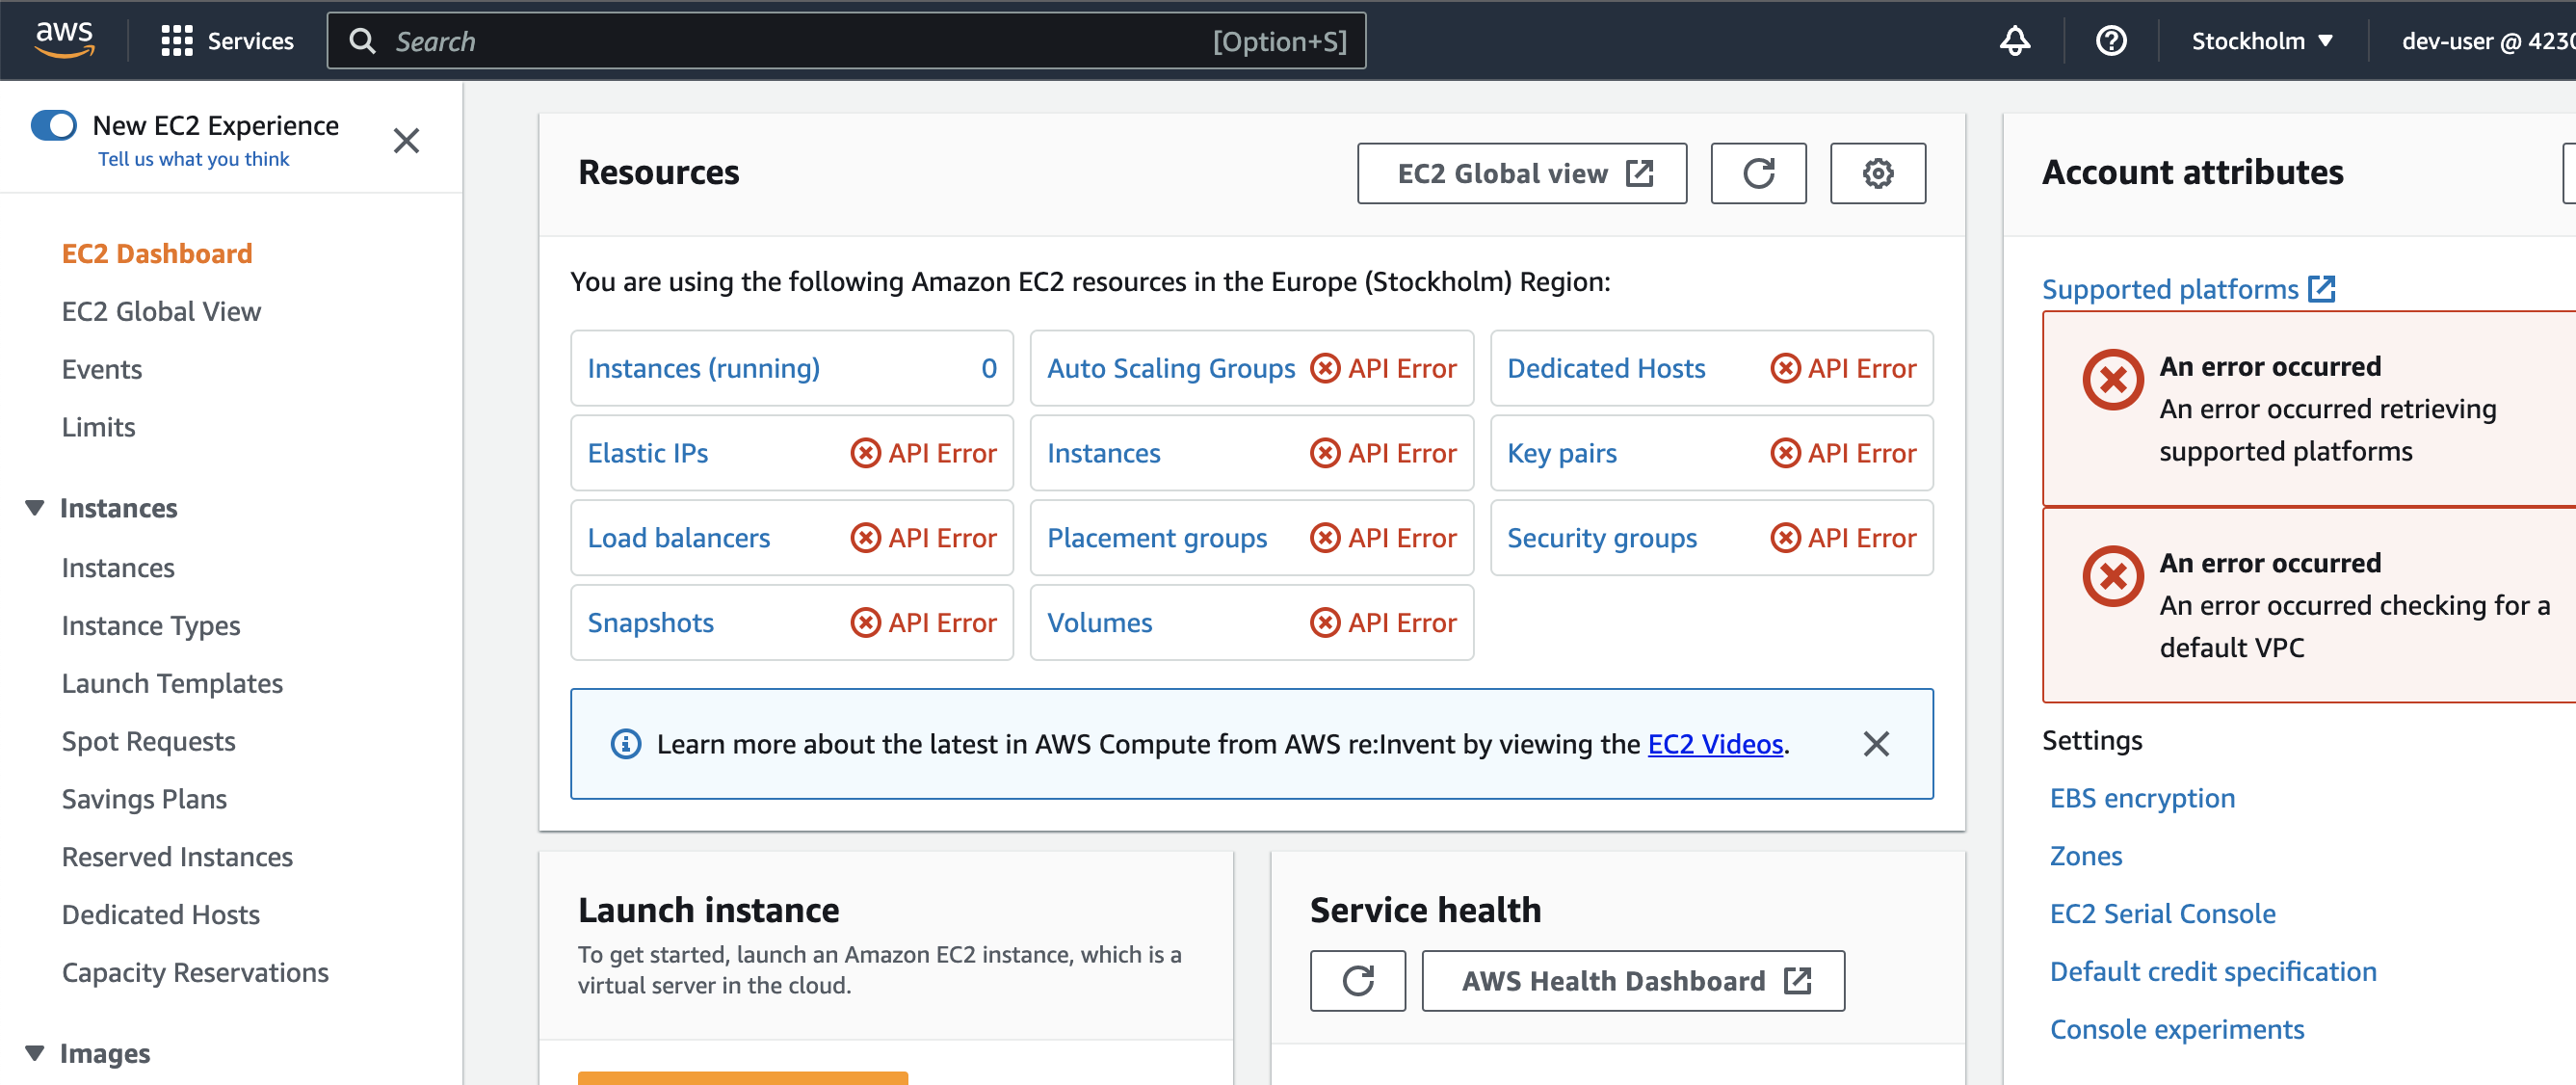 aws
Services
Search
[Option+S]
Stockholm
dev-user @ 4230
New EC2 Experience
Tell us what you think
EC2 Dashboard
EC2 Global View
Events
Limits
Instances
Instances
Instance Types
Launch Templates
Spot Requests
Savings Plans
Reserved Instances
Dedicated Hosts
Capacity Reservations
Images
Resources
EC2 Global view
You are using the following Amazon EC2 resources in the Europe (Stockholm) Region:
Instances (running) 0
Auto Scaling Groups API Error
Dedicated Hosts API Error
Elastic IPs API Error
Instances API Error
Key pairs API Error
Load balancers API Error
Placement groups API Error
Security groups API Error
Snapshots API Error
Volumes API Error
Learn more about the latest in AWS Compute from AWS re:Invent by viewing the EC2 Videos.
Launch instance
To get started, launch an Amazon EC2 instance, which is a
virtual server in the cloud.
Service health
AWS Health Dashboard
Account attributes
Supported platforms
An error occurred
An error occurred retrieving
supported platforms
An error occurred
An error occurred checking for a
default VPC
Settings
EBS encryption
Zones
EC2 Serial Console
Default credit specification
Console experiments